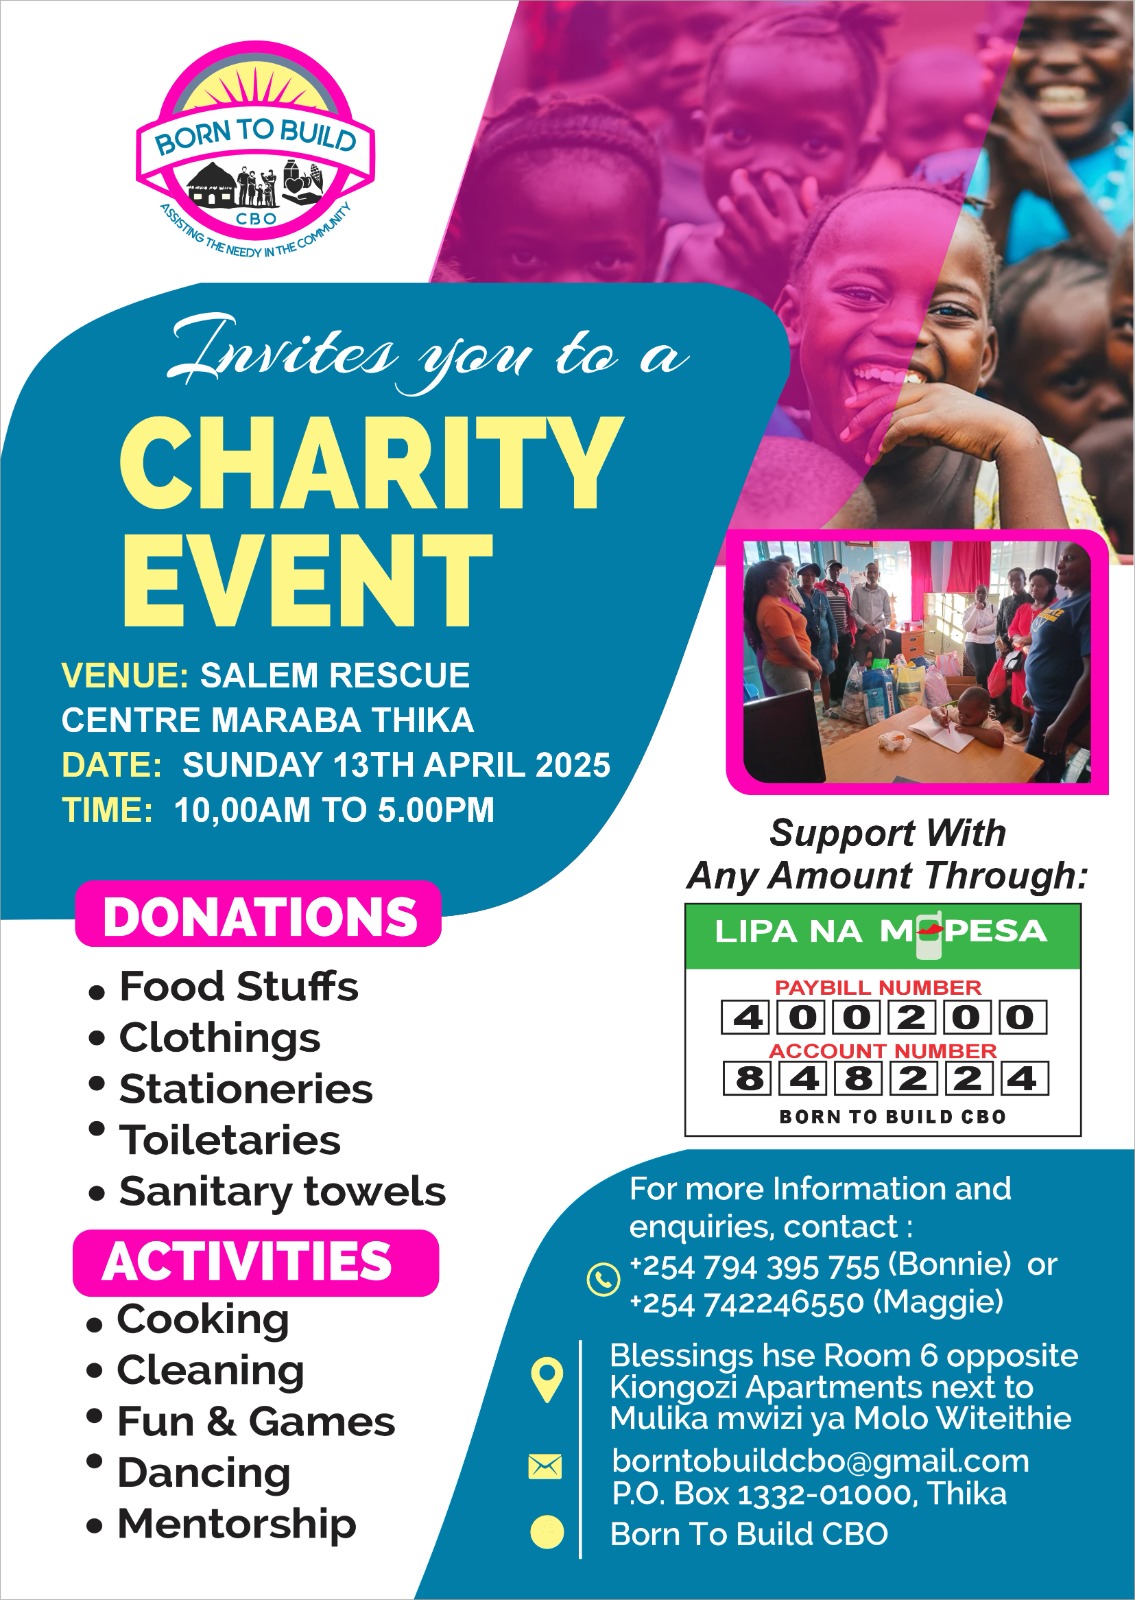 BORN TO BUILD
CBO
ASSISTING THE NEEDY IN THE COMMUNITY
Invites you to a
CHARITY
EVENT
VENUE: SALEM RESCUE
CENTRE MARABA THIKA
DATE: SUNDAY 13TH APRIL 2025
TIME: 10,00AM TO 5.00PM
DONATIONS
• Food Stuffs
• Clothings
• Stationeries
• Toiletaries
• Sanitary towels
ACTIVITIES
• Cooking
• Cleaning
• Fun & Games
• Dancing
• Mentorship
Support With
Any Amount Through:
LIPA NA M-PESA
PAYBILL NUMBER
400200
ACCOUNT NUMBER
848224
BORN TO BUILD CBO
For more Information and
enquiries, contact :
+254 794 395 755 (Bonnie) or
+254 742246550 (Maggie)
Blessings hse Room 6 opposite
Kiongozi Apartments next to
Mulika mwizi ya Molo Witeithie
borntobuildcbo@gmail.com
P.O. Box 1332-01000, Thika
Born To Build CBO